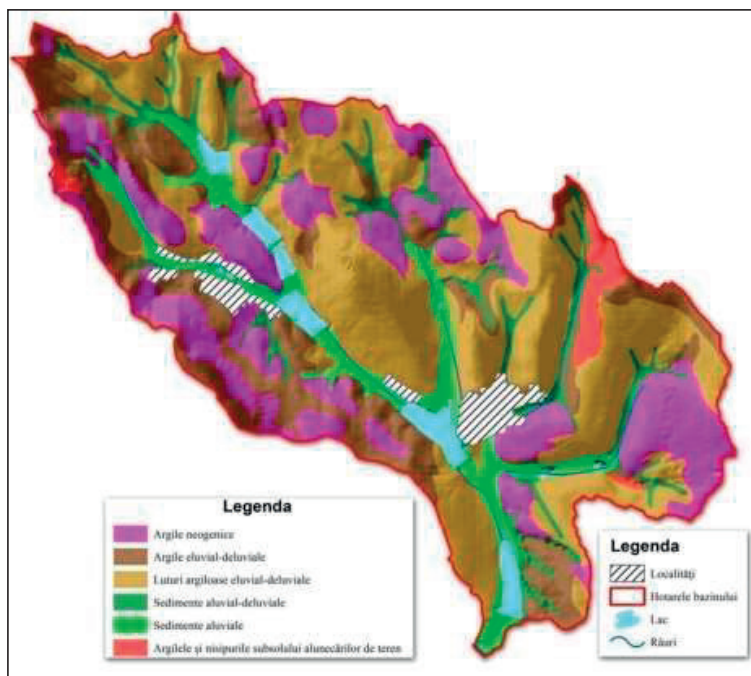 Legenda
Argile neogenice
Argile eluvial-deluviale
Luturi argiloase eluvial-deluviale
Sedimente aluvial-deluviale
Sedimente aluviale
Argilele și nisipurile subsolului alunecărilor de teren
Legenda
Localități
Hotarele bazinului
Lac
Râuri